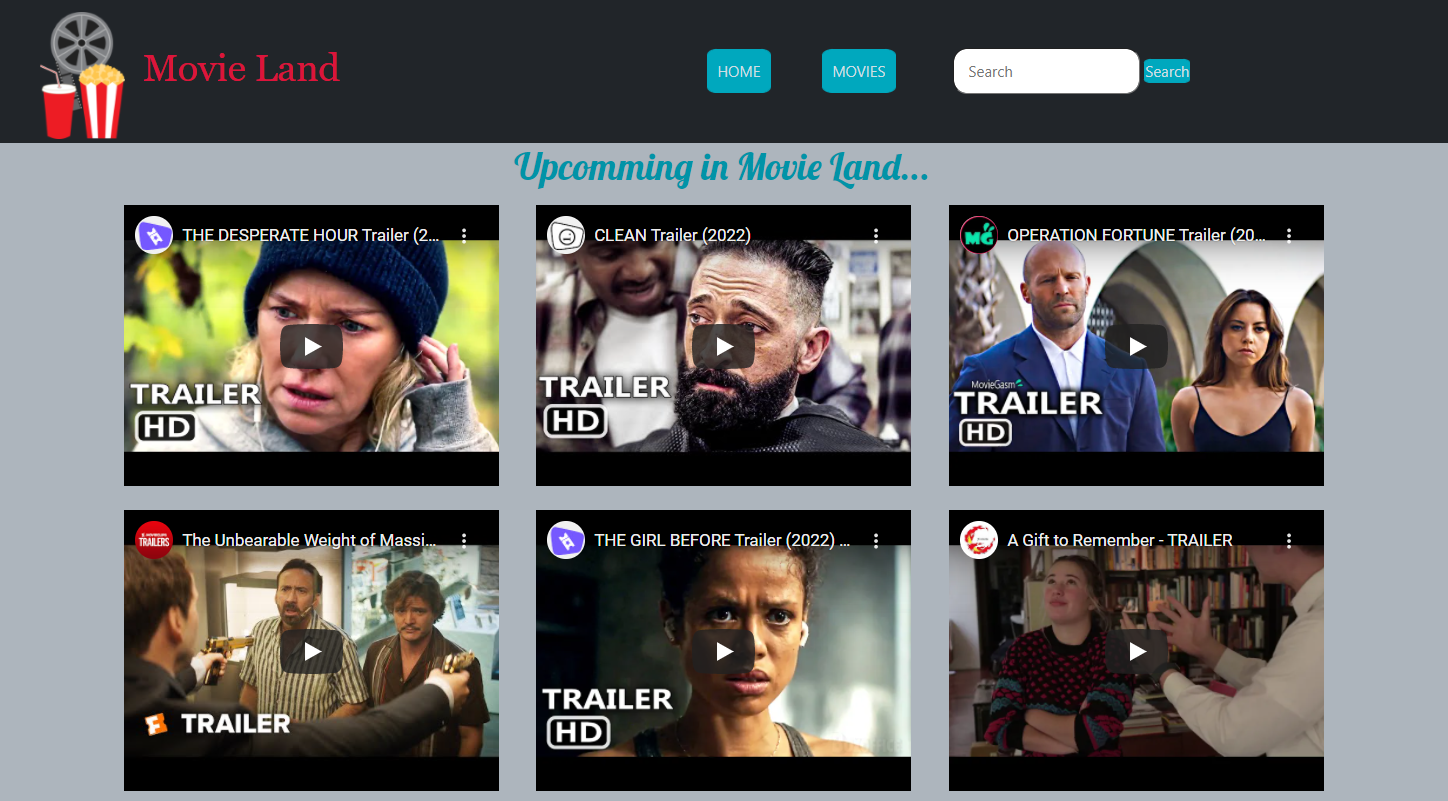 Movie Land
HOME
MOVIES
Search
Search
Upcomming in Movie Land...
THE DESPERATE HOUR Trailer (2...
TRAILER
HD
CLEAN Trailer (2022)
TRAILER
HD
MG
OPERATION FORTUNE Trailer (20...
MovieGasm
TRAILER
HD
TRAILERS
The Unbearable Weight of Massi...
F TRAILER
THE GIRL BEFORE Trailer (2022) ...
TRAILER
HD
A Gift to Remember - TRAILER